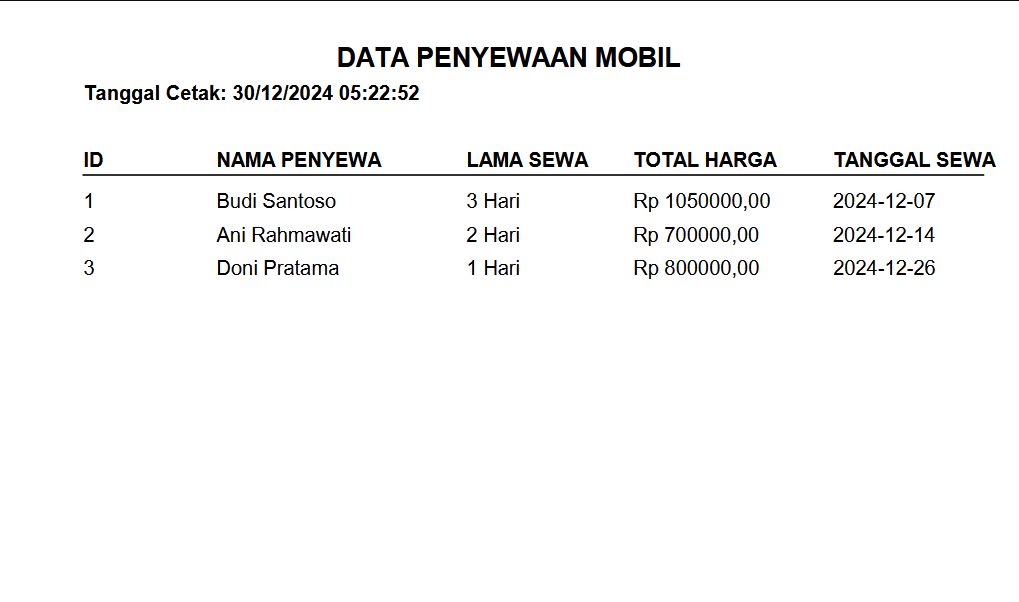 DATA PENYEWAAN MOBIL
Tanggal Cetak: 30/12/2024 05:22:52
ID NAMA PENYEWA LAMA SEWA TOTAL HARGA TANGGAL SEWA
1 Budi Santoso 3 Hari Rp 1050000,00 2024-12-07
2 Ani Rahmawati 2 Hari Rp 700000,00 2024-12-14
3 Doni Pratama 1 Hari Rp 800000,00 2024-12-26